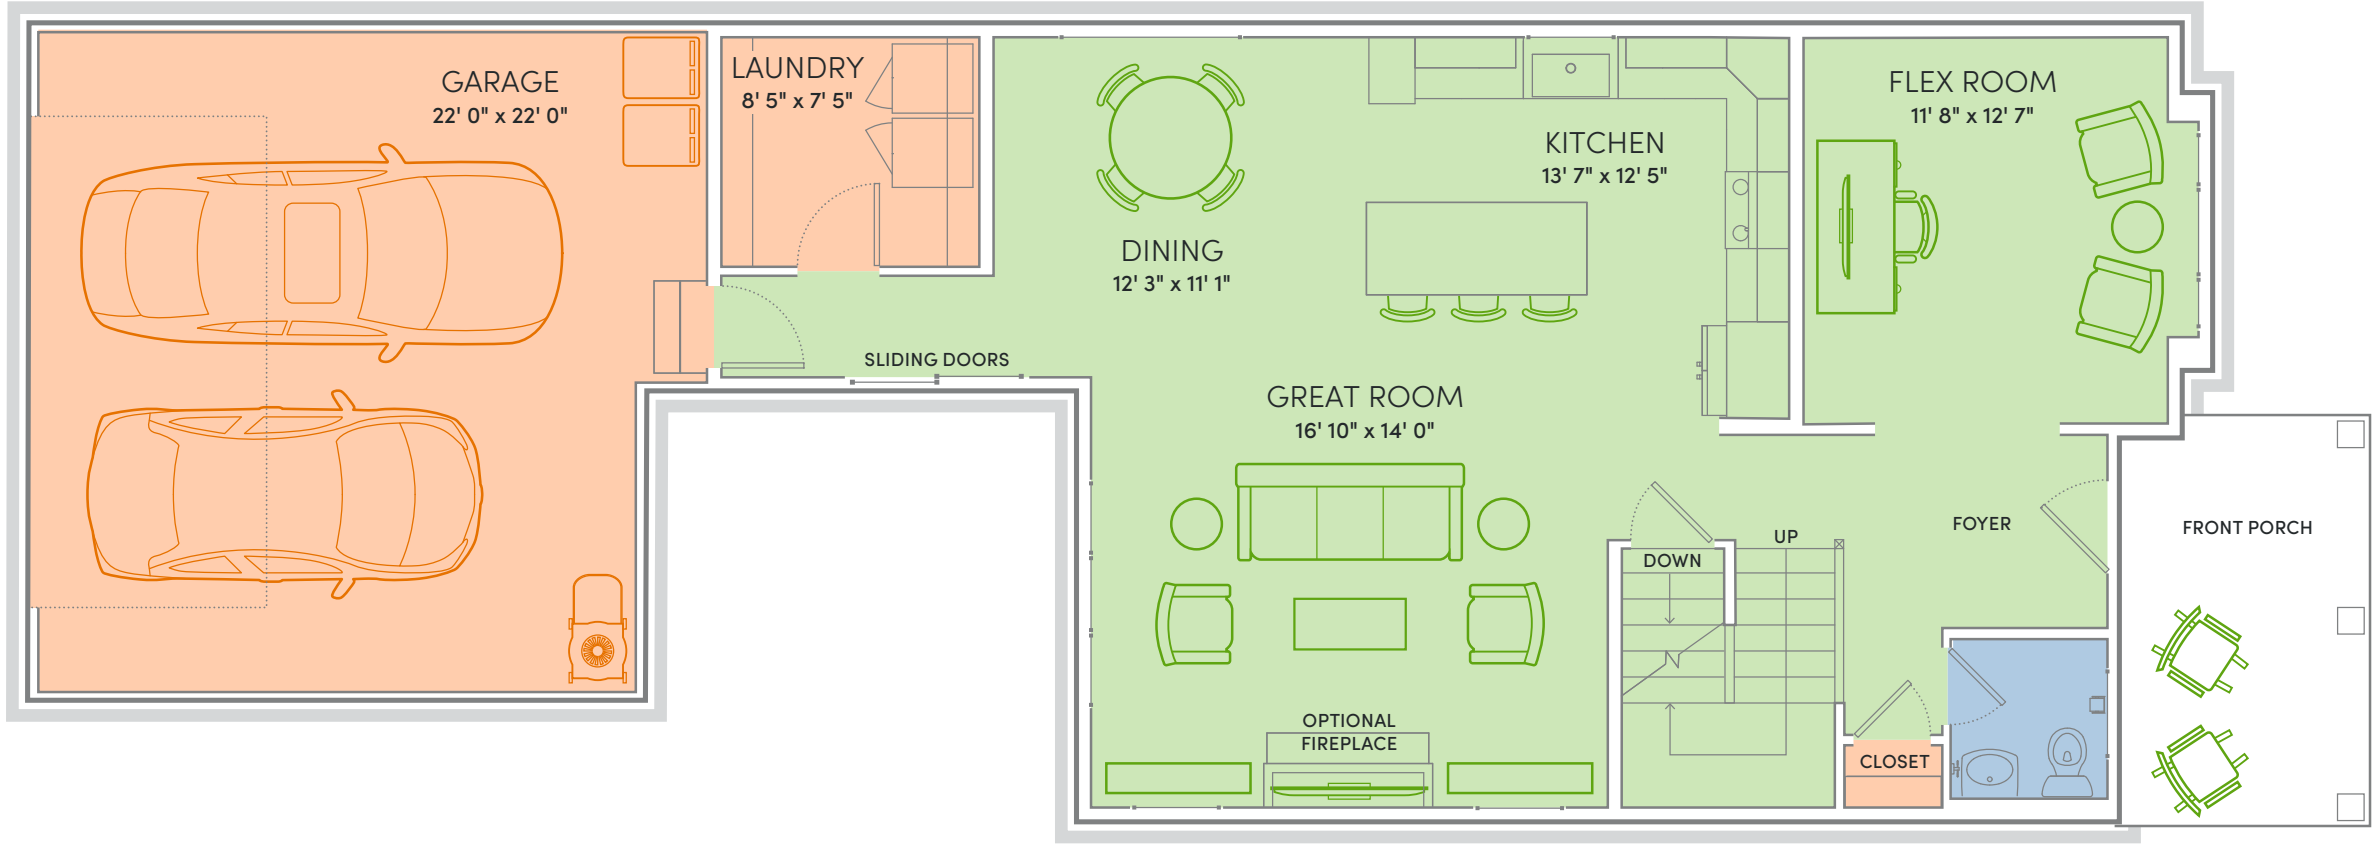 GARAGE
22' 0" x 22' 0"
LAUNDRY
8' 5" x 7' 5"
FLEX ROOM
11' 8" x 12' 7"
KITCHEN
13' 7" x 12' 5"
DINING
12' 3" x 11' 1"
SLIDING DOORS
GREAT ROOM
16' 10" x 14' 0"
FOYER
FRONT PORCH
UP
DOWN
OPTIONAL
FIREPLACE
CLOSET